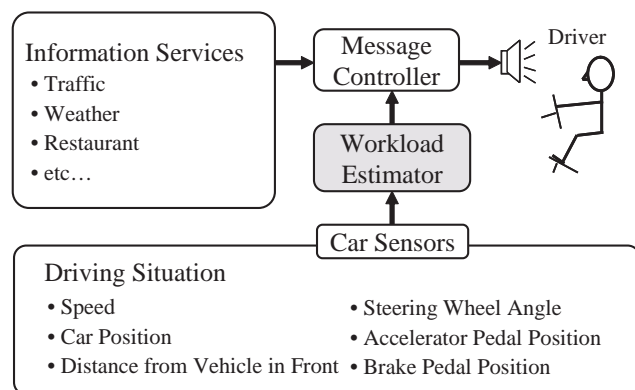 Information Services
• Traffic
• Weather
• Restaurant
• etc…
Message
Controller
Driver
Workload
Estimator
Car Sensors
Driving Situation
• Speed
• Car Position
• Distance from Vehicle in Front
• Steering Wheel Angle
• Accelerator Pedal Position
• Brake Pedal Position